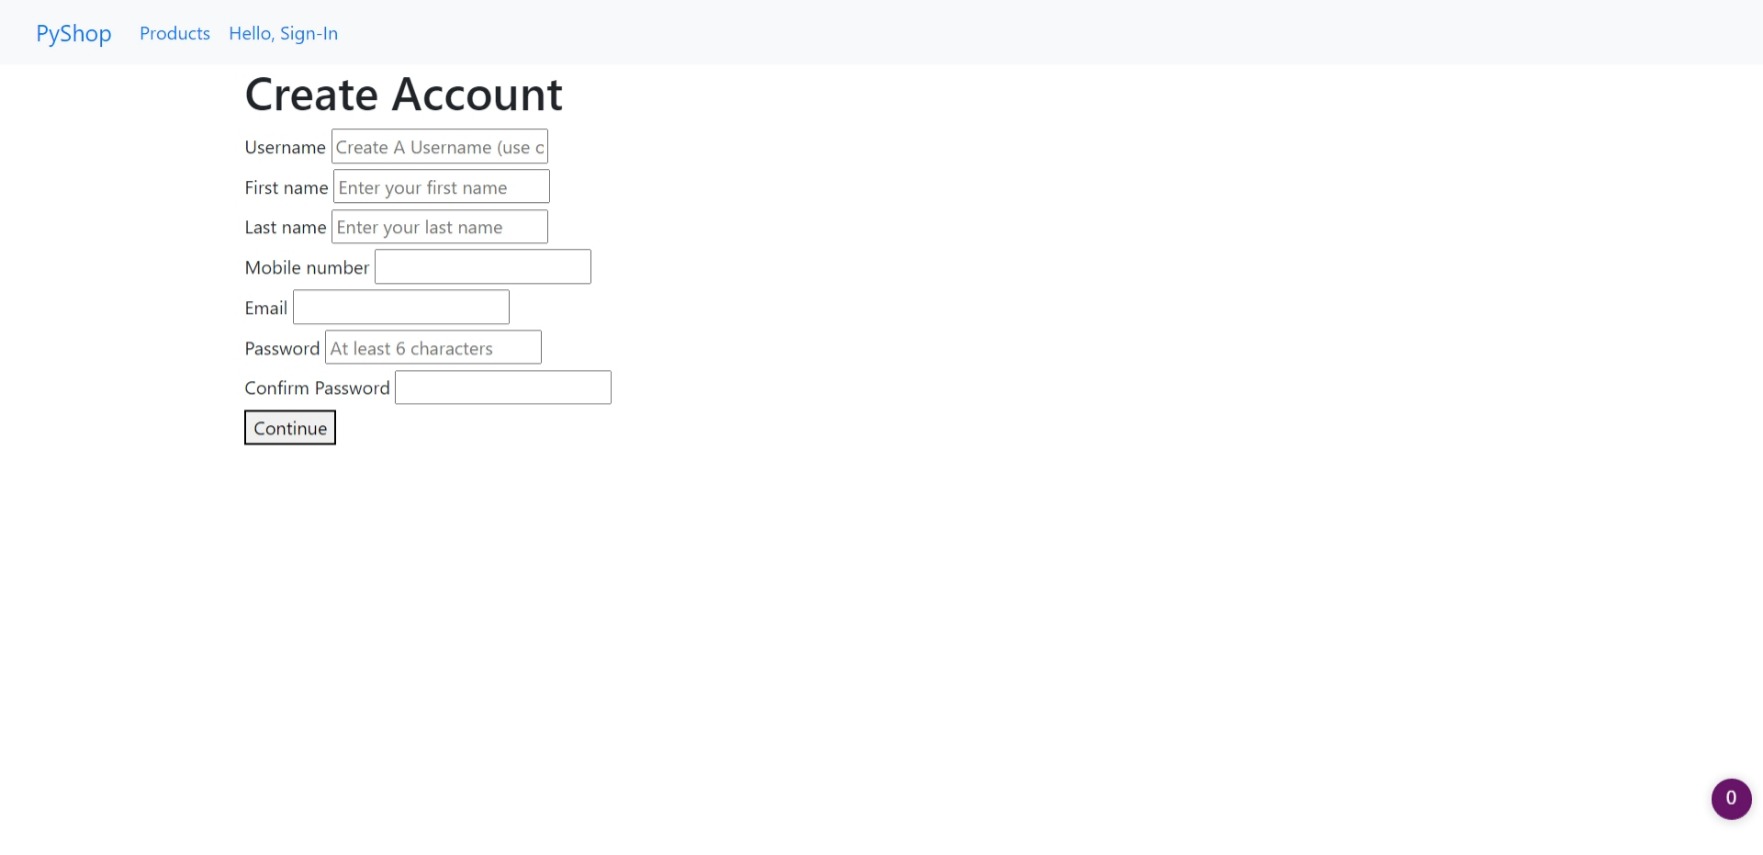 PyShop Products Hello, Sign-In
Create Account
Username Create A Username (use c
First name Enter your first name
Last name Enter your last name
Mobile number
Email
Password At least 6 characters
Confirm Password
Continue
0